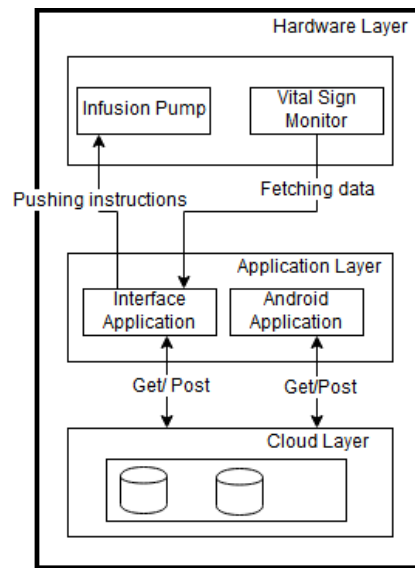 Hardware Layer
Infusion Pump
Vital Sign
Monitor
Pushing instructions
Fetching data
Application Layer
Interface
Application
Android
Application
Get/ Post
Get/Post
Cloud Layer